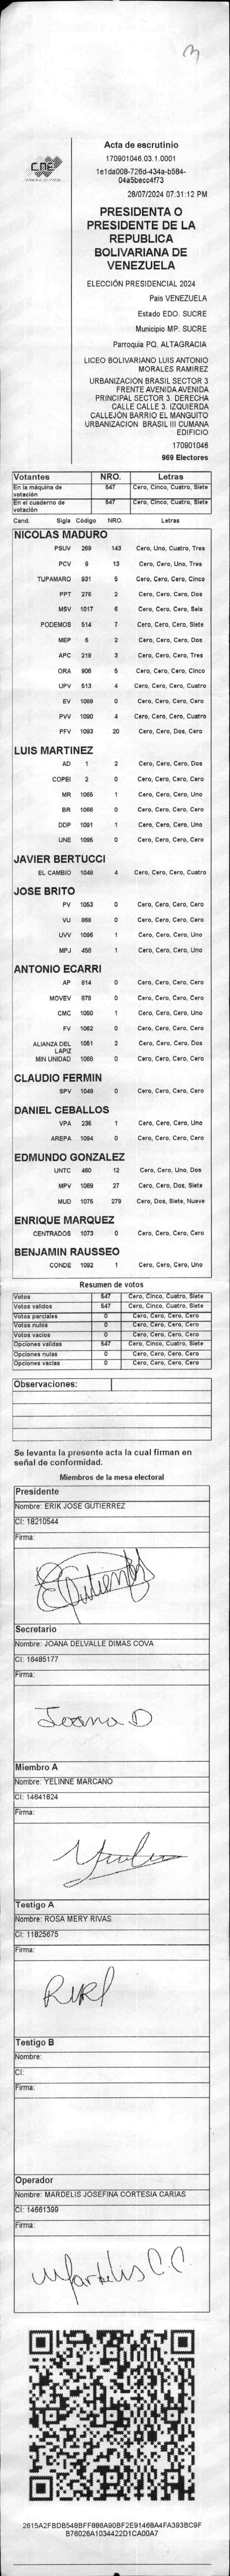 3
CNE
Acta de escrutinio
170901046.03.1.0001
1e1da008-726d-434a-b584-
04a5becc4f73
28/07/2024 07:31:12 PM
PRESIDENTA O
PRESIDENTE DE LA
REPUBLICA
BOLIVARIANA DE
VENEZUELA
ELECCIÓN PRESIDENCIAL 2024
Pais VENEZUELA
Estado EDO. SUCRE
Municipio MP. SUCRE
Parroquia PQ. ALTAGRACIA
LICEO BOLIVARIANO LUIS ANTONIO
MORALES RAMIREZ
URBANIZACIÓN BRASIL SECTOR 3
FRENTE AVENIDA AVENIDA
PRINCIPAL SECTOR 3. DERECHA
CALLE CALLE 3. IZQUIERDA
CALLEJÓN BARRIO EL MANGUITO
URBANIZACION BRASIL III CUMANA
EDIFICIO
170901046
969 Electores
Votantes NRO. Letras
En la máquina de votación 547 Cero, Cinco, Cuatro, Siete
En el cuaderno de votación 547 Cero, Cinco, Cuatro, Siete
Cand. Sigla Código NRO. Letras
NICOLAS MADURO
PSUV 269 143 Cero, Uno, Cuatro, Tres
PCV 9 13 Cero, Cero, Uno, Tres
TUPAMARO 931 5 Cero, Cero, Cero, Cinco
PPT 276 2 Cero, Cero, Cero, Dos
MSV 1017 6 Cero, Cero, Cero, Seis
PODEMOS 514 7 Cero, Cero, Cero, Siete
MEP 6 2 Cero, Cero, Cero, Dos
APC 219 3 Cero, Cero, Cero, Tres
ORA 906 5 Cero, Cero, Cero, Cinco
UPV 513 4 Cero, Cero, Cero, Cuatro
EV 1089 0 Cero, Cero, Cero, Cero
PVV 1090 4 Cero, Cero, Cero, Cuatro
PFV 1093 20 Cero, Cero, Dos, Cero
LUIS MARTINEZ
AD 1 2 Cero, Cero, Cero, Dos
COPEI 2 0 Cero, Cero, Cero, Cero
MR 1065 1 Cero, Cero, Cero, Uno
BR 1066 0 Cero, Cero, Cero, Cero
DDP 1091 1 Cero, Cero, Cero, Uno
UNE 1095 0 Cero, Cero, Cero, Cero
JAVIER BERTUCCI
EL CAMBIO 1048 4 Cero, Cero, Cero, Cuatro
JOSE BRITO
PV 1053 0 Cero, Cero, Cero, Cero
VU 868 0 Cero, Cero, Cero, Cero
UVV 1096 1 Cero, Cero, Cero, Uno
MPJ 456 1 Cero, Cero, Cero, Uno
ANTONIO ECARRI
AP 814 0 Cero, Cero, Cero, Cero
MOVEV 878 0 Cero, Cero, Cero, Cero
CMC 1050 1 Cero, Cero, Cero, Uno
FV 1062 0 Cero, Cero, Cero, Cero
ALIANZA DEL LAPIZ 1051 2 Cero, Cero, Cero, Dos
MIN UNIDAD 1068 0 Cero, Cero, Cero, Cero
CLAUDIO FERMIN
SPV 1049 0 Cero, Cero, Cero, Cero
DANIEL CEBALLOS
VPA 236 1 Cero, Cero, Cero, Uno
AREPA 1094 0 Cero, Cero, Cero, Cero
EDMUNDO GONZALEZ
UNTC 460 12 Cero, Cero, Uno, Dos
MPV 1069 27 Cero, Cero, Dos, Siete
MUD 1075 279 Cero, Dos, Siete, Nueve
ENRIQUE MARQUEZ
CENTRADOS 1073 0 Cero, Cero, Cero, Cero
BENJAMIN RAUSSEO
CONDE 1092 1 Cero, Cero, Cero, Uno
Resumen de votos
Votos 547 Cero, Cinco, Cuatro, Siete
Votos validos 547 Cero, Cinco, Cuatro, Siete
Votos parciales 0 Cero, Cero, Cero, Cero
Votos nulos 0 Cero, Cero, Cero, Cero
Votos vacios 0 Cero, Cero, Cero, Cero
Opciones validas 547 Cero, Cinco, Cuatro, Siete
Opciones nulas 0 Cero, Cero, Cero, Cero
Opciones vacias 0 Cero, Cero, Cero, Cero
Observaciones:
Se levanta la presente acta la cual firman en
señal de conformidad.
Miembros de la mesa electoral
Presidente
Nombre: ERIK JOSE GUTIERREZ
CI: 18210544
Firma:
EGutierrez
Secretario
Nombre: JOANA DELVALLE DIMAS COVA
CI: 16485177
Firma:
Joana D
Miembro A
Nombre: YELINNE MARCANO
CI: 14641824
Firma:
Testigo A
Nombre: ROSA MERY RIVAS
CI: 11825675
Firma:
Testigo B
Nombre:
CI:
Firma:
Operador
Nombre: MARDELIS JOSEFINA CORTESIA CARIAS
CI: 14661399
Firma:
Mardelis C.C.
2615A2FBDB548BFF886A90BF2E91468A4FA393BC9F
B76026A1034422D1CA00A7